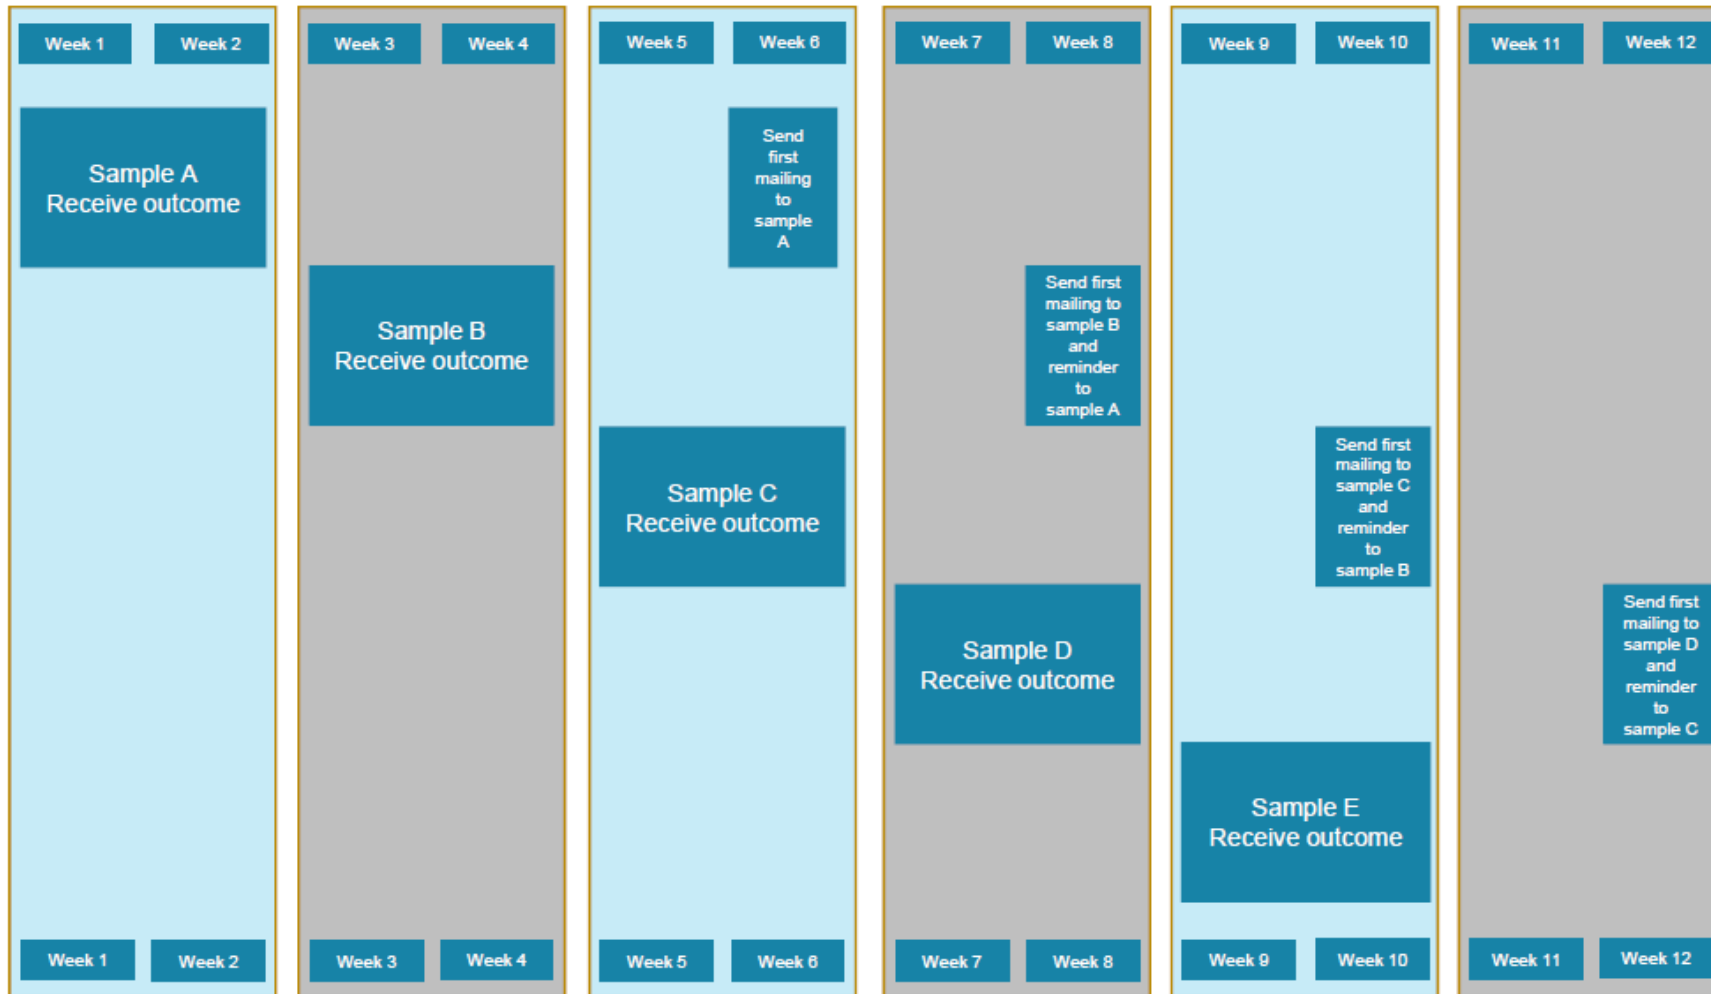 Week 1
Week 2
Week 3
Week 4
Week 5
Week 6
Week 7
Week 8
Week 9
Week 10
Week 11
Week 12
Sample A
Receive outcome
Send
first
mailing
to
sample
A
Sample B
Receive outcome
Send first
mailing to
sample B
and
reminder
to
sample A
Sample C
Receive outcome
Send first
mailing to
sample C
and
reminder
to
sample B
Sample D
Receive outcome
Send first
mailing to
sample D
and
reminder
to
sample C
Sample E
Receive outcome
Week 1
Week 2
Week 3
Week 4
Week 5
Week 6
Week 7
Week 8
Week 9
Week 10
Week 11
Week 12